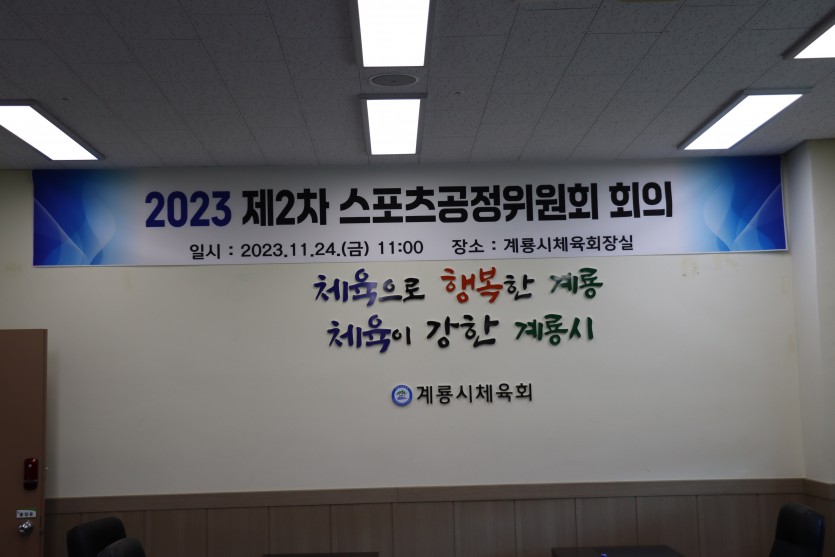 2023 제2차 스포츠공정위원회 회의
일시 : 2023.11.24.(금) 11:00 장소 : 계룡시체육회장실
체육으로 행복한 계룡
체육이 강한 계룡시
계룡시체육회